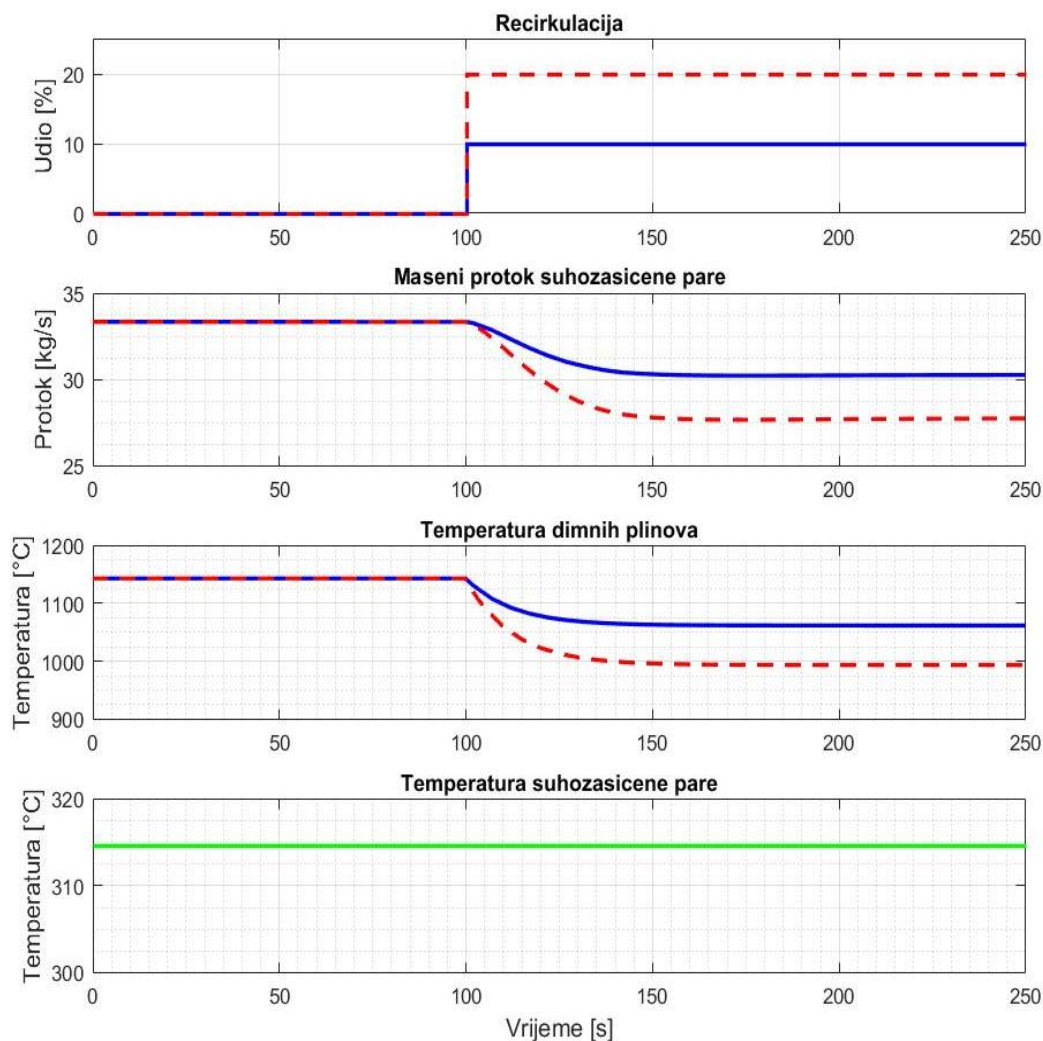 Recirkulacija
Udio [%]
20
10
0
0 50 100 150 200 250
Maseni protok suhozasicene pare
Protok [kg/s]
35
30
25
0 50 100 150 200 250
Temperatura dimnih plinova
Temperatura [°C]
1200
1100
1000
900
0 50 100 150 200 250
Temperatura suhozasicene pare
Temperatura [°C]
320
310
300
0 50 100 150 200 250
Vrijeme [s]